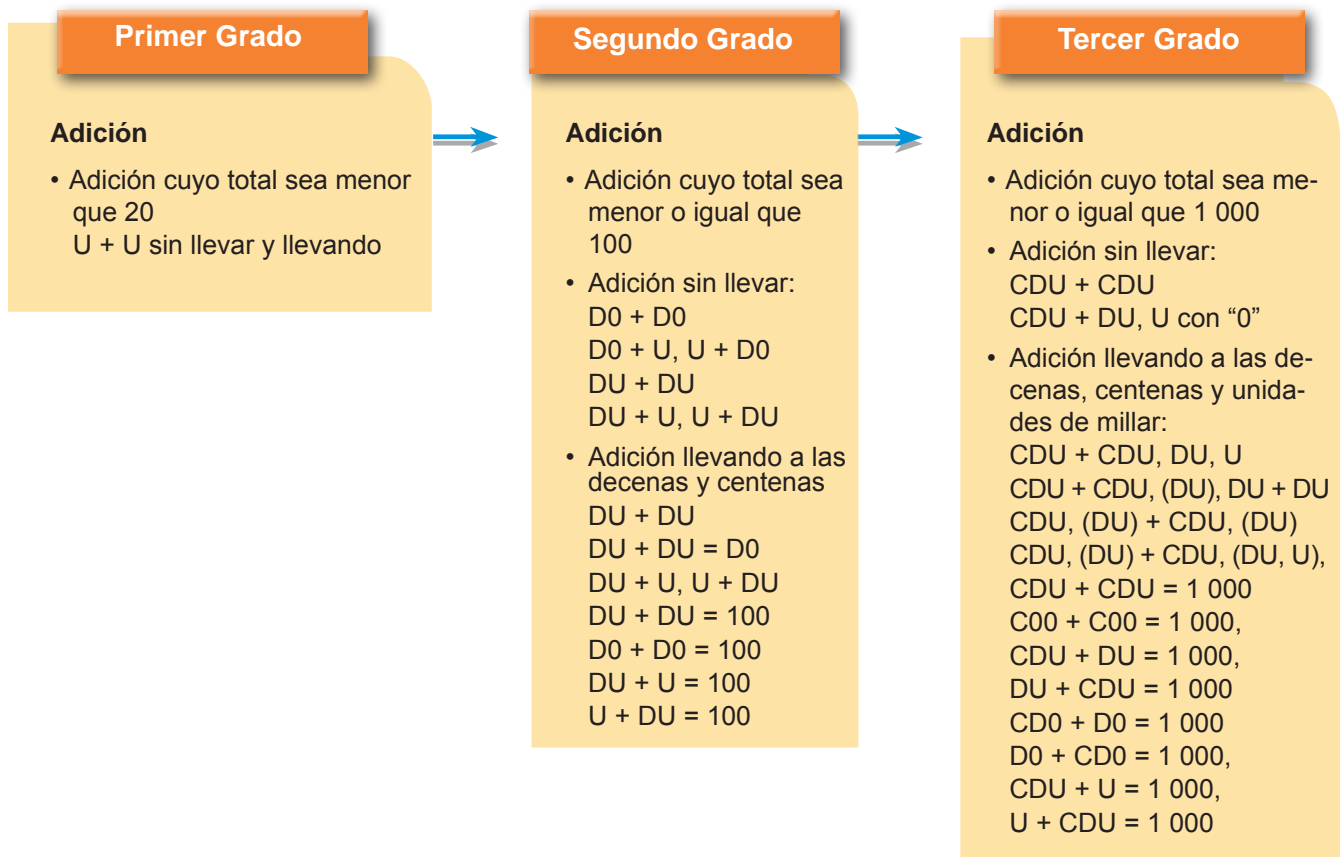 Primer Grado
Adición
• Adición cuyo total sea menor
que 20
U + U sin llevar y llevando
Segundo Grado
Adición
• Adición cuyo total sea
menor o igual que
100
• Adición sin llevar:
D0 + D0
D0 + U, U + D0
DU + DU
DU + U, U + DU
• Adición llevando a las
decenas y centenas
DU + DU
DU + DU = D0
DU + U, U + DU
DU + DU = 100
D0 + D0 = 100
DU + U = 100
U + DU = 100
Tercer Grado
Adición
• Adición cuyo total sea me-
nor o igual que 1 000
• Adición sin llevar:
CDU + CDU
CDU + DU, U con “0”
• Adición llevando a las de-
cenas, centenas y unida-
des de millar:
CDU + CDU, DU, U
CDU + CDU, (DU), DU + DU
CDU, (DU) + CDU, (DU)
CDU, (DU) + CDU, (DU, U),
CDU + CDU = 1 000
C00 + C00 = 1 000,
CDU + DU = 1 000,
DU + CDU = 1 000
CD0 + D0 = 1 000
D0 + CD0 = 1 000,
CDU + U = 1 000,
U + CDU = 1 000